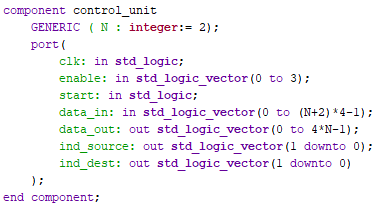 component control_unit
GENERIC ( N : integer:= 2);
port(
clk: in std_logic;
enable: in std_logic_vector(0 to 3);
start: in std_logic;
data_in: in std_logic_vector(0 to (N+2)*4-1);
data_out: out std_logic_vector(0 to 4*N-1);
ind_source: out std_logic_vector(1 downto 0);
ind_dest: out std_logic_vector(1 downto 0)
);
end component;